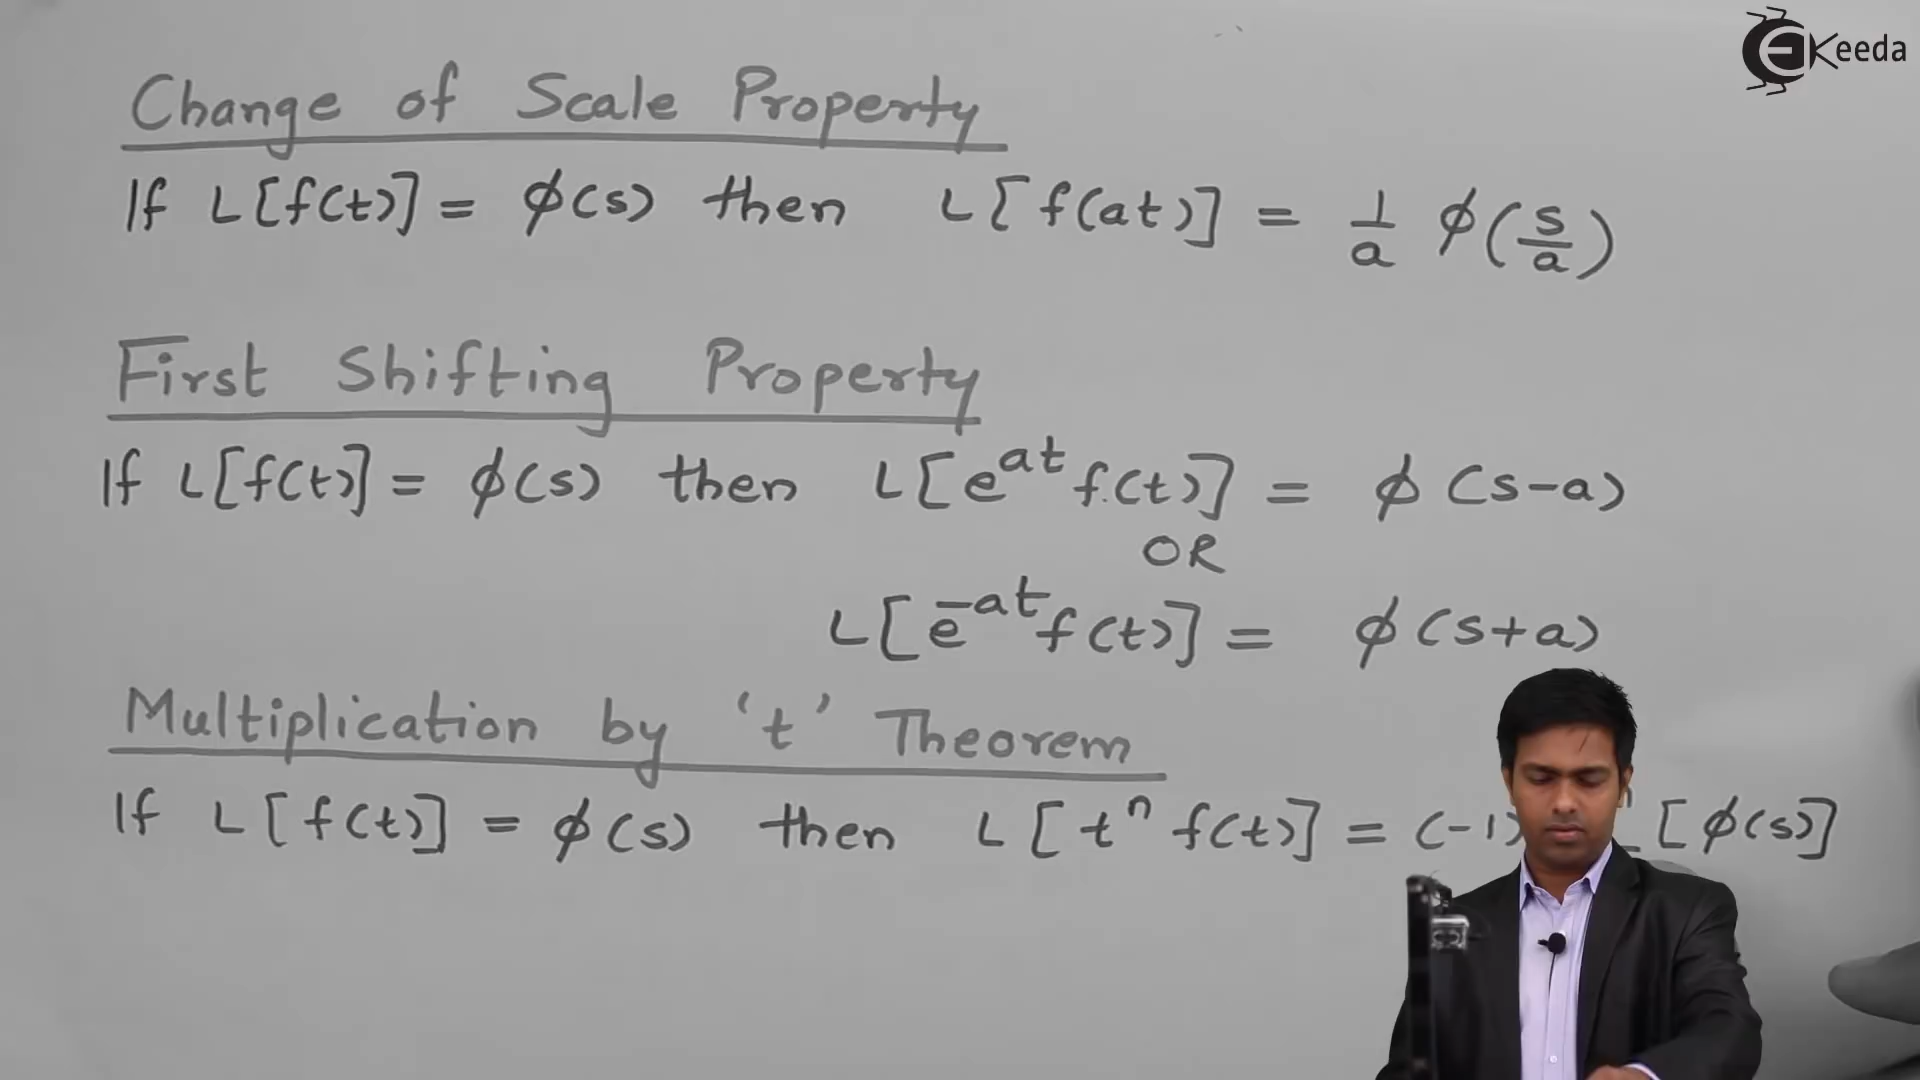 EKeeda
Change of Scale Property
If L[f(t)] = ϕ(s) then L[f(at)] = 1/a ϕ(s/a)
First Shifting Property
If L[f(t)] = ϕ(s) then L[e^at f(t)] = ϕ(s-a)
OR
L[e^-at f(t)] = ϕ(s+a)
Multiplication by 't' Theorem
If L[f(t)] = ϕ(s) then L[t^n f(t)] = (-1) [ϕ(s)]